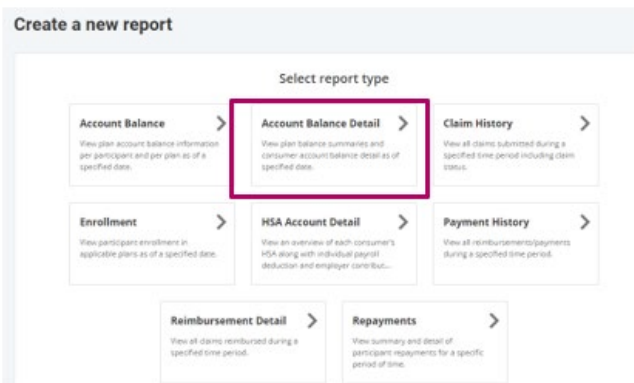 Create a new report
Select report type
Account Balance
View plan account balance information
per participant and per plan as of a
specified date.
Account Balance Detail
View plan balance summaries and
consumer account balance detail as of
specified date.
Claim History
View all claims submitted during a
specified time period including claim
status.
Enrollment
View participant enrollment in
applicable plans as of a specified date.
HSA Account Detail
View an overview of each consumer's
HSA along with individual payroll
deduction and employer contribut...
Payment History
View all reimbursements/payments
during a specified time period.
Reimbursement Detail
View all claims reimbursed during a
specified time period.
Repayments
View summary and detail of
participant repayments for a specific
period of time.